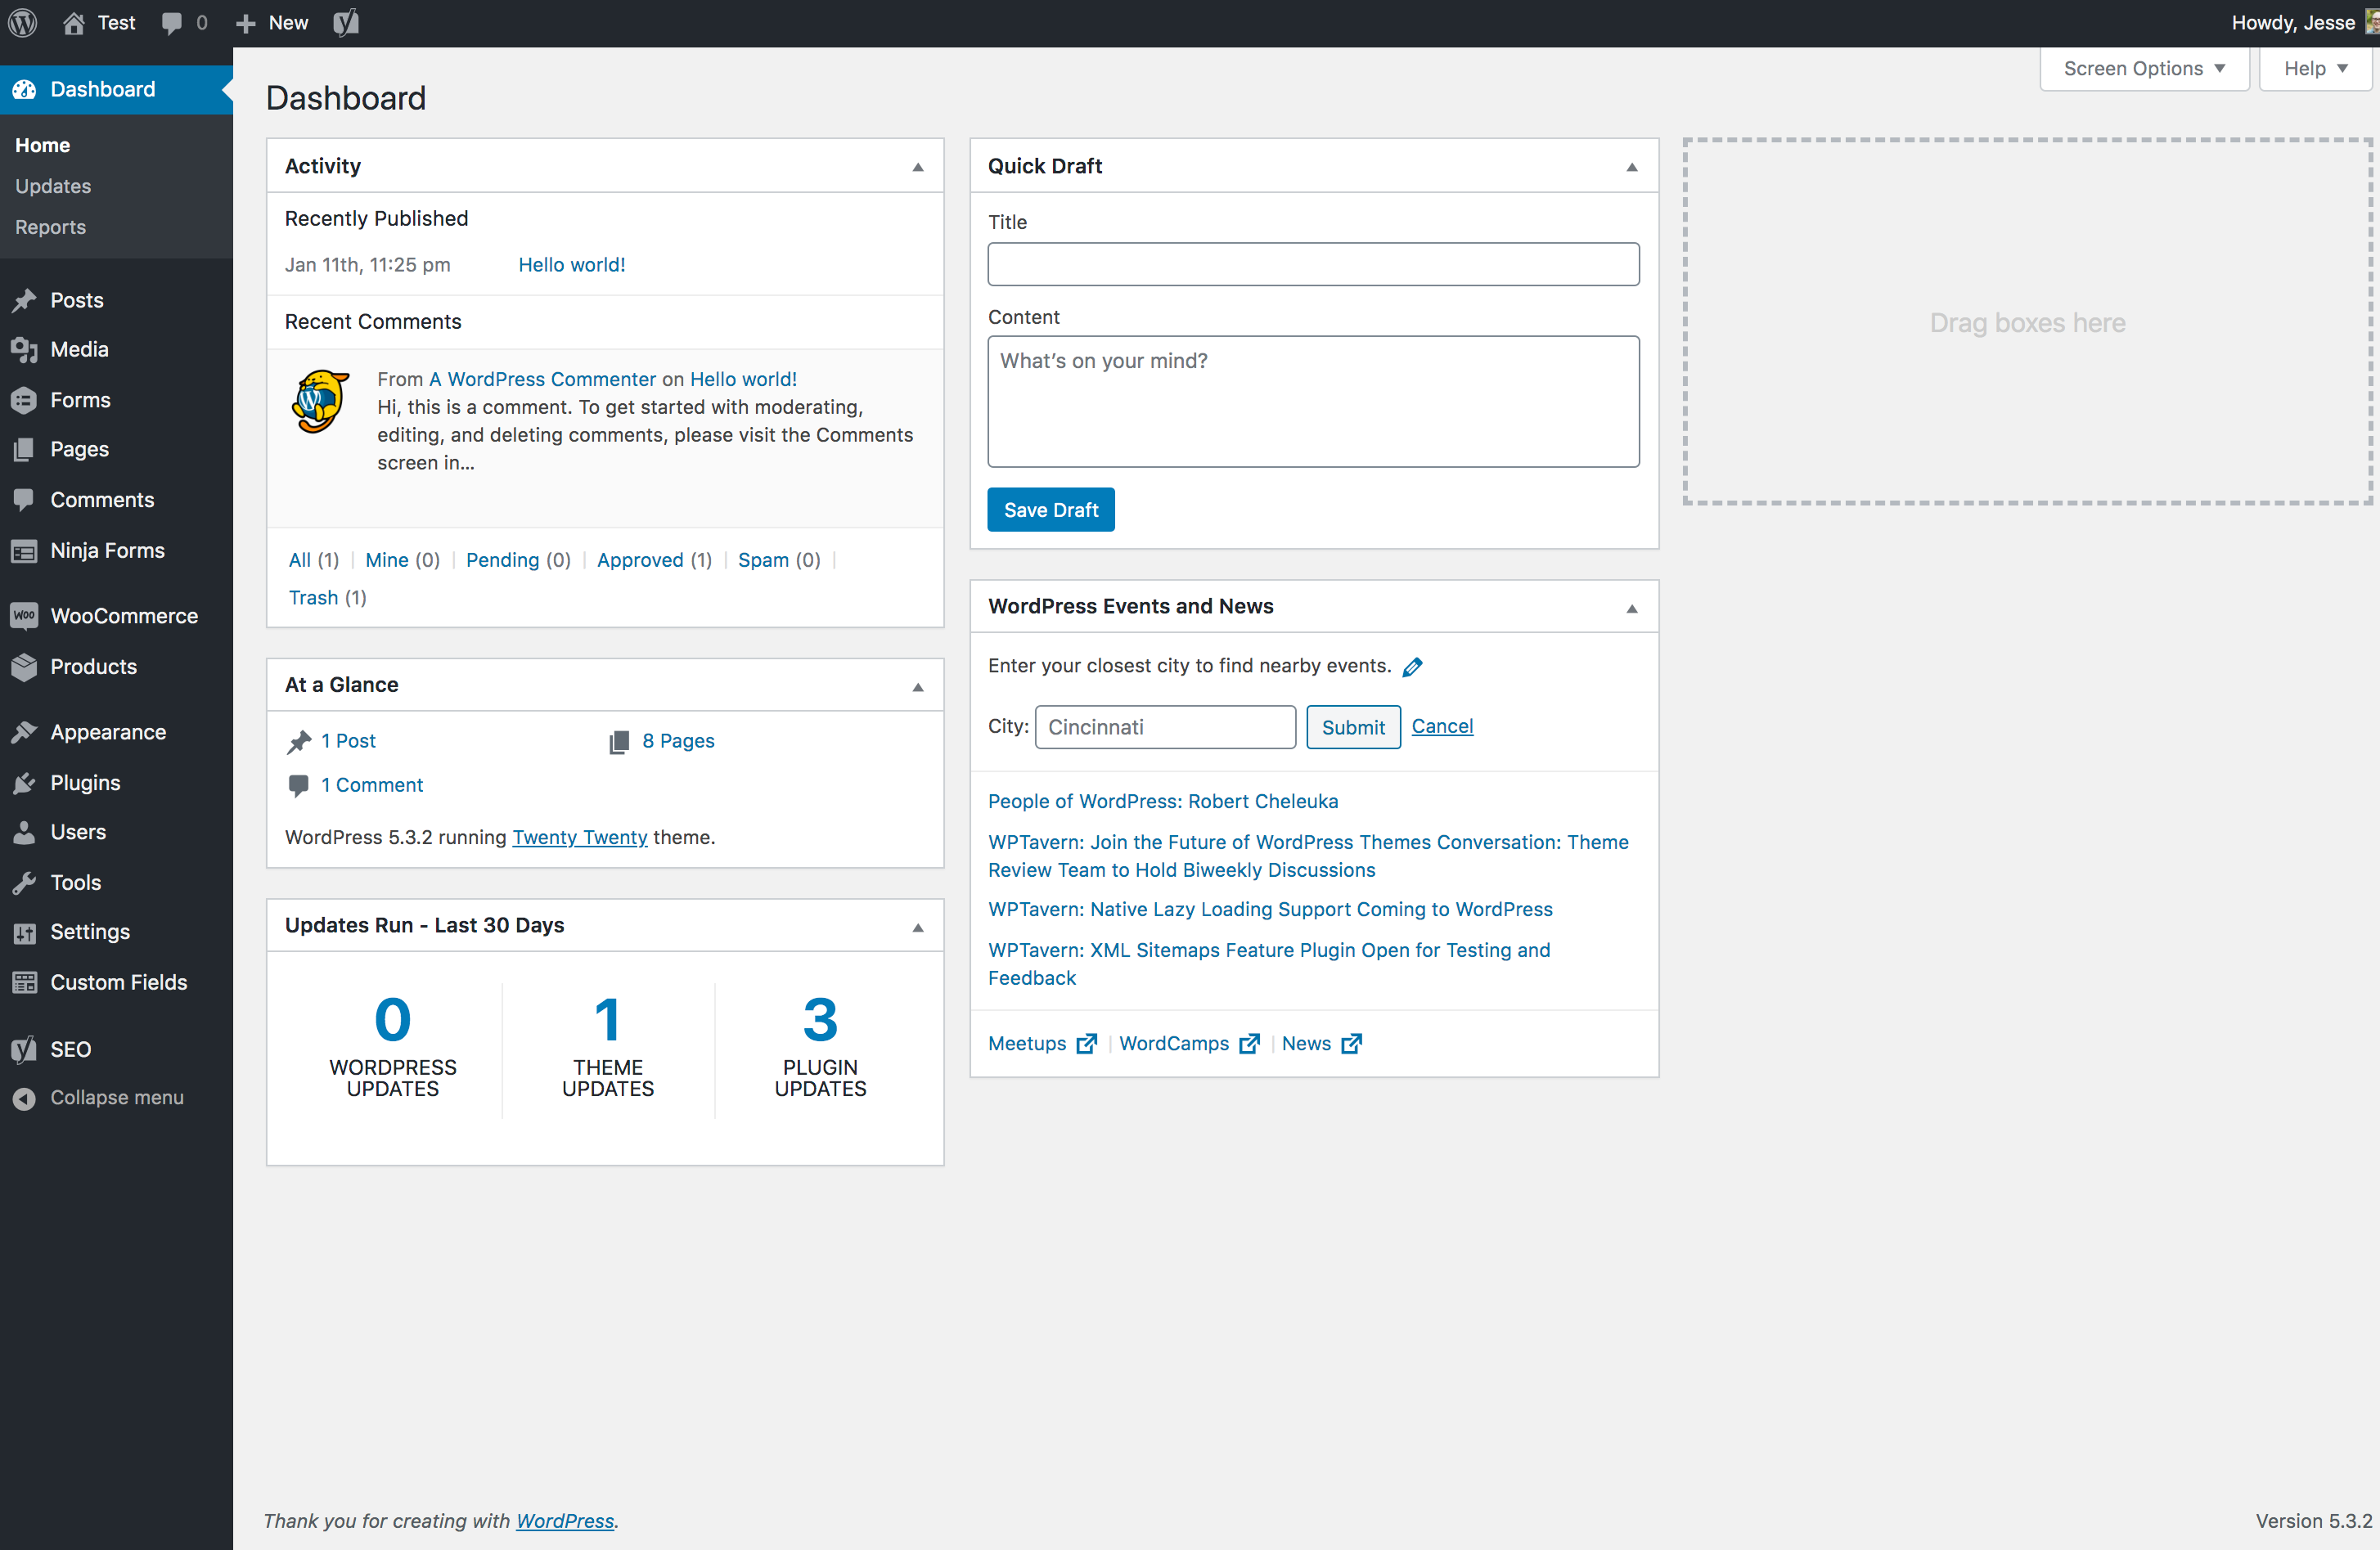 Test
0
New
Howdy, Jesse
Screen Options
Help
Dashboard
Home
Updates
Reports
Posts
Media
Forms
Pages
Comments
Ninja Forms
WOO
WooCommerce
Products
Appearance
Plugins
Users
Tools
Settings
Custom Fields
SEO
Collapse menu
Dashboard
Activity
Recently Published
Jan 11th, 11:25 pm Hello world!
Recent Comments
From A WordPress Commenter on Hello world!
Hi, this is a comment. To get started with moderating,
editing, and deleting comments, please visit the Comments
screen in…
All (1) | Mine (0) | Pending (0) | Approved (1) | Spam (0) |
Trash (1)
At a Glance
1 Post
8 Pages
1 Comment
WordPress 5.3.2 running Twenty Twenty theme.
Updates Run - Last 30 Days
0
WORDPRESS
UPDATES
1
THEME
UPDATES
3
PLUGIN
UPDATES
Quick Draft
Title
Content
What’s on your mind?
Save Draft
WordPress Events and News
Enter your closest city to find nearby events.
City: Cincinnati Submit Cancel
People of WordPress: Robert Cheleuka
WPTavern: Join the Future of WordPress Themes Conversation: Theme
Review Team to Hold Biweekly Discussions
WPTavern: Native Lazy Loading Support Coming to WordPress
WPTavern: XML Sitemaps Feature Plugin Open for Testing and
Feedback
Meetups | WordCamps | News
Drag boxes here
Thank you for creating with WordPress.
Version 5.3.2